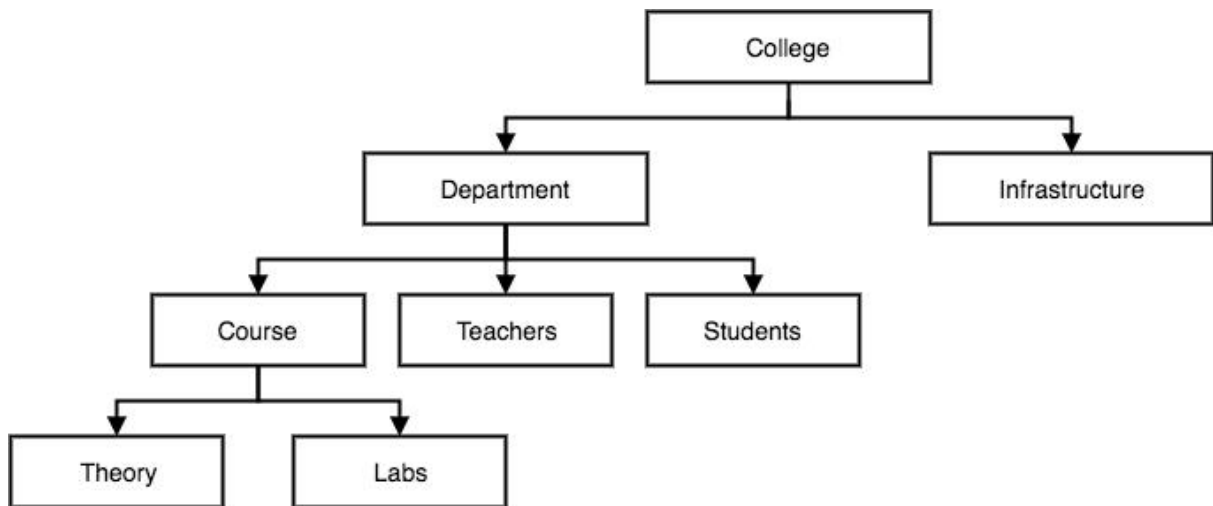 College
Department
Infrastructure
Course
Teachers
Students
Theory
Labs